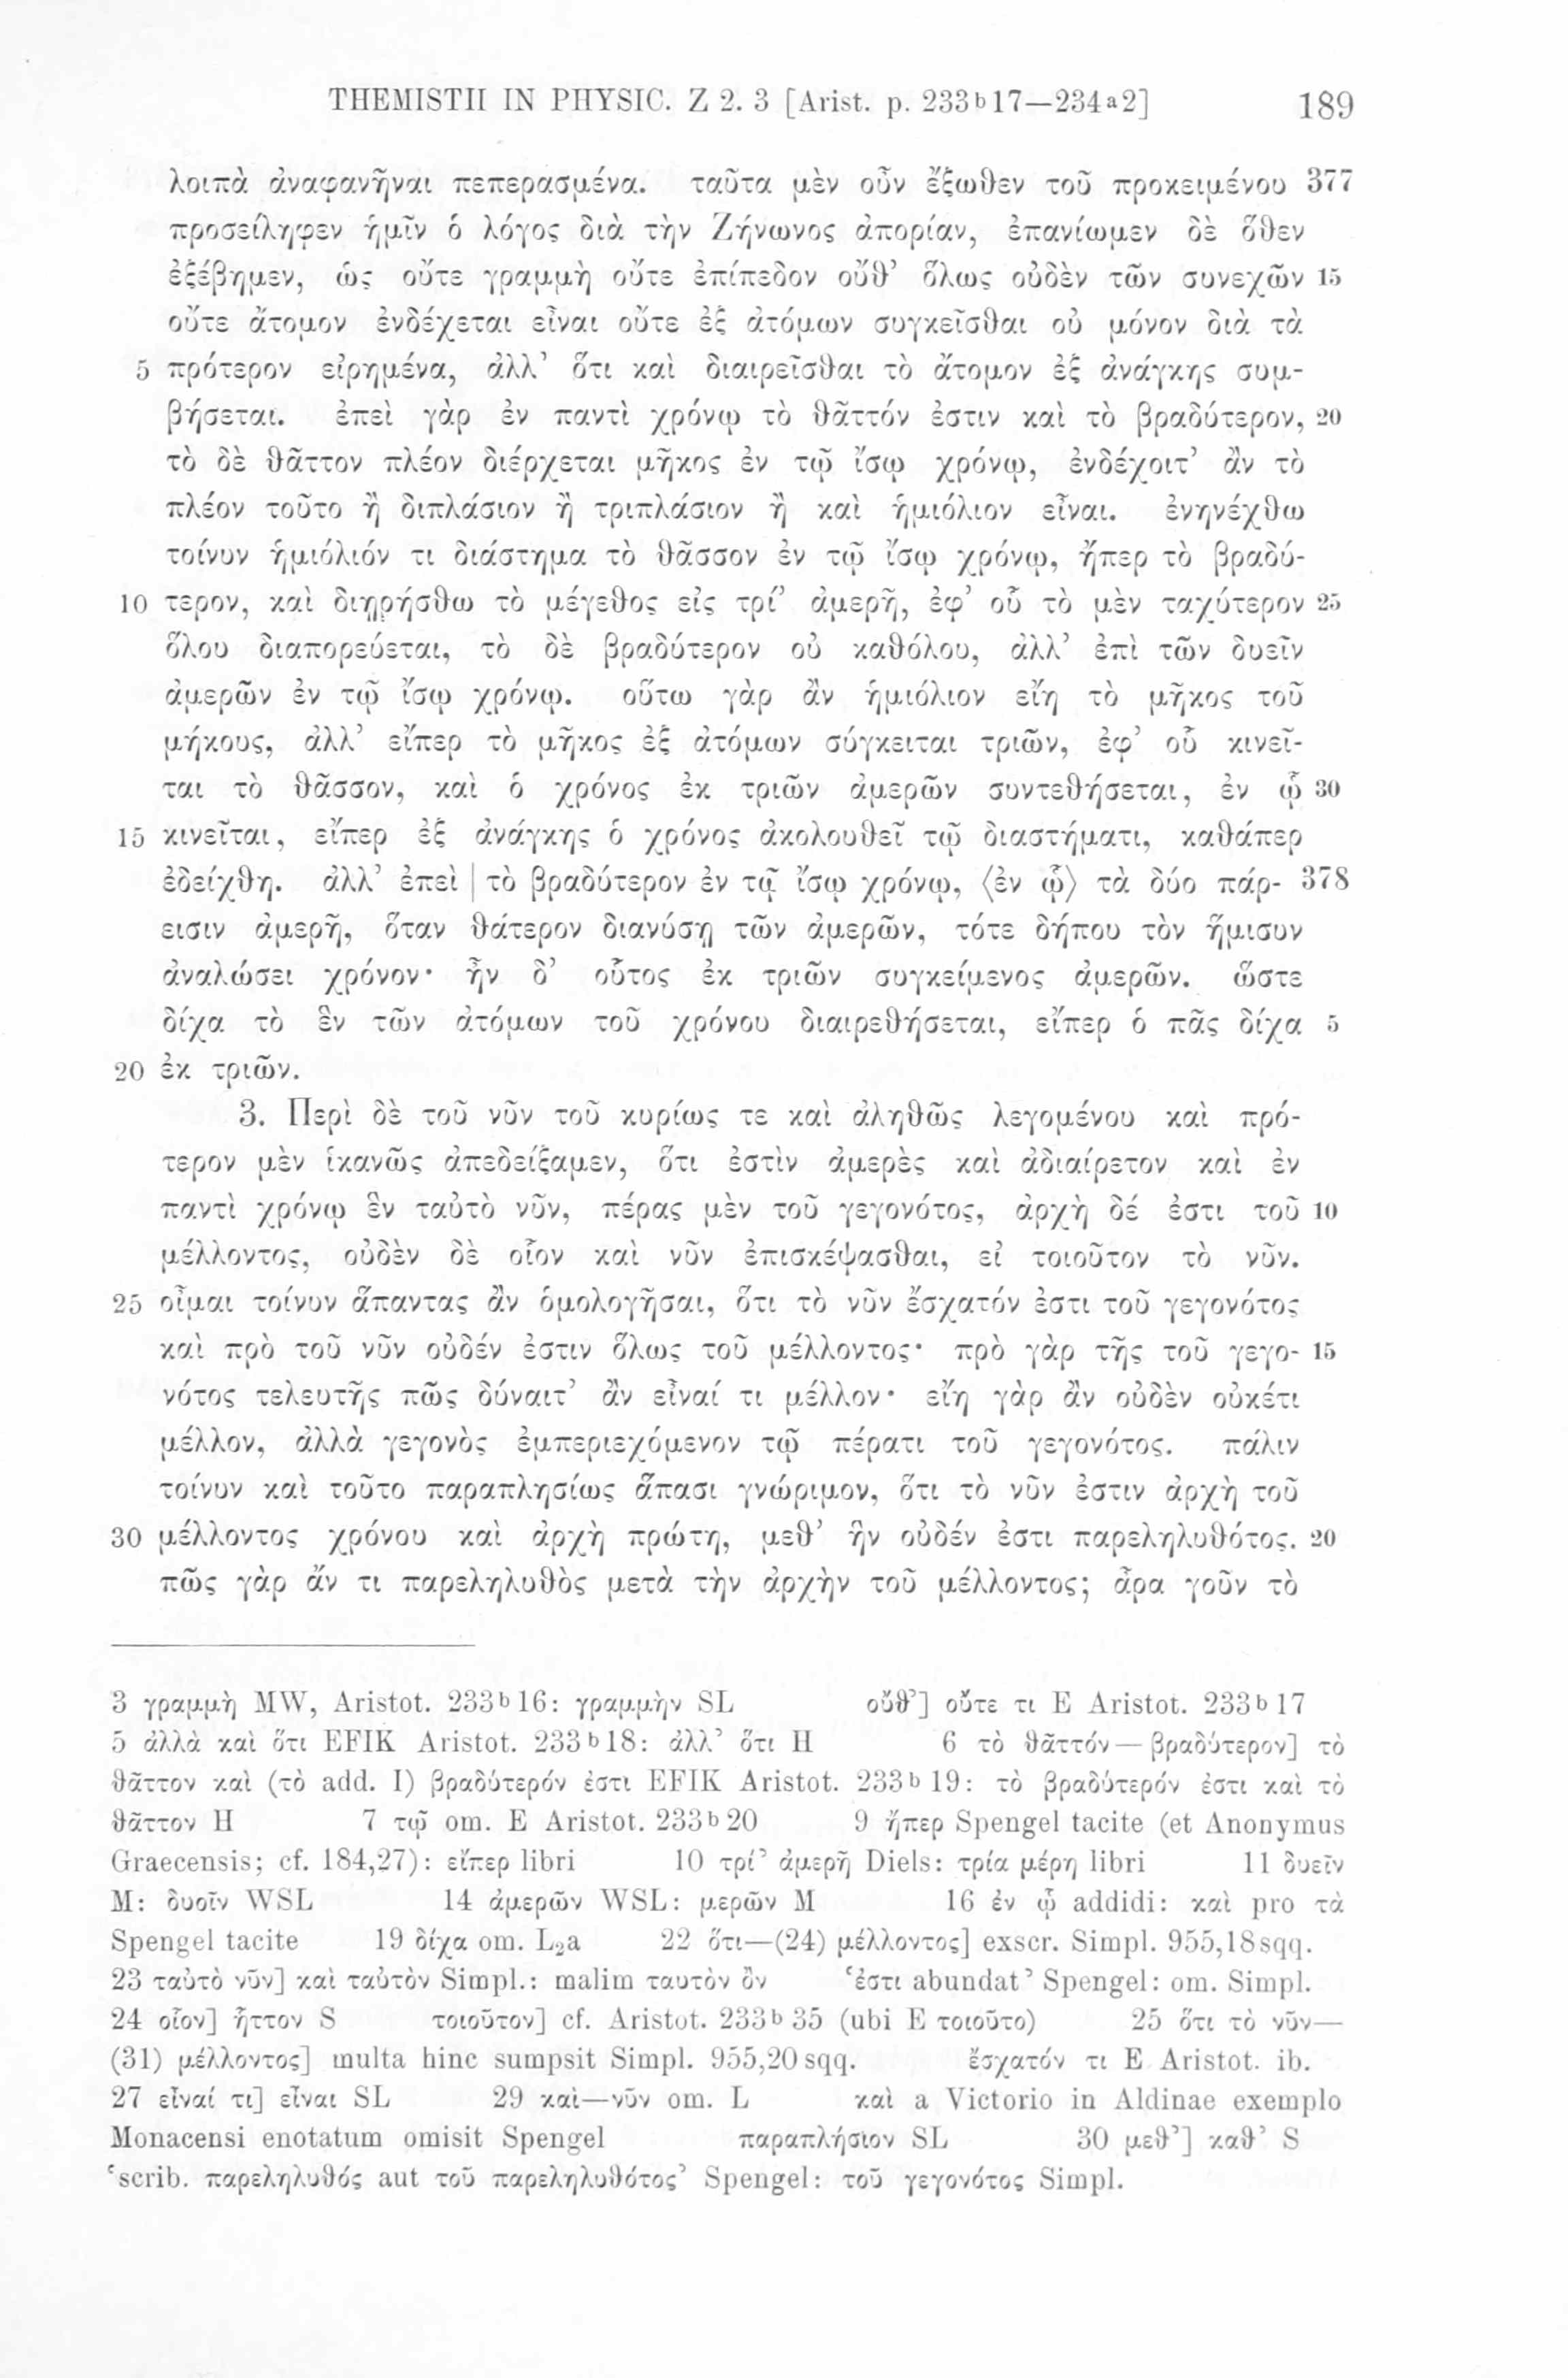 THEMISTII IN PHYSIC. Z 2. 3 [Arist. p. 233ᵇ17—234ᵃ2] 189
λοιπὰ ἀναφανῆναι πεπερασμένα. ταῦτα μὲν οὖν ἔξωθεν τοῦ προκειμένου 377
προσείληφεν ἡμῖν ὁ λόγος διὰ τὴν Ζήνωνος ἀπορίαν, ἐπανίωμεν δὲ ὅθεν
ἐξέβημεν, ὡς οὔτε γραμμὴ οὔτε ἐπίπεδον οὔθ’ ὅλως οὐδὲν τῶν συνεχῶν 15
οὔτε ἄτομον ἐνδέχεται εἶναι οὔτε ἐξ ἀτόμων συγκεῖσθαι οὐ μόνον διὰ τὰ
5 πρότερον εἰρημένα, ἀλλ’ ὅτι καὶ διαιρεῖσθαι τὸ ἄτομον ἐξ ἀνάγκης συμ-
βήσεται. ἐπεὶ γὰρ ἐν παντὶ χρόνῳ τὸ θᾶττόν ἐστιν καὶ τὸ βραδύτερον, 20
τὸ δὲ θᾶττον πλέον διέρχεται μῆκος ἐν τῷ ἴσῳ χρόνῳ, ἐνδέχοιτ’ ἂν τὸ
πλέον τοῦτο ἢ διπλάσιον ἢ τριπλάσιον ἢ καὶ ἡμιόλιον εἶναι. ἐνηνέχθω
τοίνυν ἡμιόλιόν τι διάστημα τὸ θᾶσσον ἐν τῷ ἴσῳ χρόνῳ, ἤπερ τὸ βραδύ-
10 τερον, καὶ διῃρήσθω τὸ μέγεθος εἰς τρί’ ἀμερῆ, ἐφ’ οὗ τὸ μὲν ταχύτερον 25
ὅλου διαπορεύεται, τὸ δὲ βραδύτερον οὐ καθόλου, ἀλλ’ ἐπὶ τῶν δυεῖν
ἀμερῶν ἐν τῷ ἴσῳ χρόνῳ. οὕτω γὰρ ἂν ἡμιόλιον εἴη τὸ μῆκος τοῦ
μήκους, ἀλλ’ εἴπερ τὸ μῆκος ἐξ ἀτόμων σύγκειται τριῶν, ἐφ’ οὗ κινεῖ-
ται τὸ θᾶσσον, καὶ ὁ χρόνος ἐκ τριῶν ἀμερῶν συντεθήσεται, ἐν ᾧ 30
15 κινεῖται, εἴπερ ἐξ ἀνάγκης ὁ χρόνος ἀκολουθεῖ τῷ διαστήματι, καθάπερ
ἐδείχθη. ἀλλ’ ἐπεὶ | τὸ βραδύτερον ἐν τῷ ἴσῳ χρόνῳ, ⟨ἐν ᾧ⟩ τὰ δύο πάρ- 378
εισιν ἀμερῆ, ὅταν θάτερον διανύσῃ τῶν ἀμερῶν, τότε δήπου τὸν ἥμισυν
ἀναλώσει χρόνον· ἦν δ’ οὗτος ἐκ τριῶν συγκείμενος ἀμερῶν. ὥστε
δίχα τὸ ἓν τῶν ἀτόμων τοῦ χρόνου διαιρεθήσεται, εἴπερ ὁ πᾶς δίχα 5
20 ἐκ τριῶν.
3. Περὶ δὲ τοῦ νῦν τοῦ κυρίως τε καὶ ἀληθῶς λεγομένου καὶ πρό-
τερον μὲν ἱκανῶς ἀπεδείξαμεν, ὅτι ἐστὶν ἀμερὲς καὶ ἀδιαίρετον καὶ ἐν
παντὶ χρόνῳ ἓν ταὐτὸ νῦν, πέρας μὲν τοῦ γεγονότος, ἀρχὴ δέ ἐστι τοῦ 10
μέλλοντος, οὐδὲν δὲ οἷον καὶ νῦν ἐπισκέψασθαι, εἰ τοιοῦτον τὸ νῦν.
25 οἶμαι τοίνυν ἅπαντας ἂν ὁμολογῆσαι, ὅτι τὸ νῦν ἔσχατόν ἐστι τοῦ γεγονότος
καὶ πρὸ τοῦ νῦν οὐδέν ἐστιν ὅλως τοῦ μέλλοντος· πρὸ γὰρ τῆς τοῦ γεγο- 15
νότος τελευτῆς πῶς δύναιτ’ ἂν εἶναί τι μέλλον· εἴη γὰρ ἂν οὐδὲν οὐκέτι
μέλλον, ἀλλὰ γεγονὸς ἐμπεριεχόμενον τῷ πέρατι τοῦ γεγονότος. πάλιν
τοίνυν καὶ τοῦτο παραπλησίως ἅπασι γνώριμον, ὅτι τὸ νῦν ἐστιν ἀρχὴ τοῦ
30 μέλλοντος χρόνου καὶ ἀρχὴ πρώτη, μεθ’ ἣν οὐδέν ἐστι παρεληλυθότος. 20
πῶς γὰρ ἄν τι παρεληλυθὸς μετὰ τὴν ἀρχὴν τοῦ μέλλοντος; ἆρα γοῦν τὸ
3 γραμμὴ MW, Aristot. 233ᵇ16: γραμμὴν SL οὔθ’] οὔτε τι E Aristot. 233ᵇ17
5 ἀλλὰ καὶ ὅτι EFIK Aristot. 233ᵇ18: ἀλλ’ ὅτι H 6 τὸ θᾶττόν — βραδύτερον] τὸ
θᾶττον καὶ (τὸ add. I) βραδύτερόν ἐστι EFIK Aristot. 233ᵇ19: τὸ βραδύτερόν ἐστι καὶ τὸ
θᾶττον H 7 τῷ om. E Aristot. 233ᵇ20 9 ἤπερ Spengel tacite (et Anonymus
Graecensis; cf. 184,27): εἴπερ libri 10 τρί’ ἀμερῆ Diels: τρία μέρη libri 11 δυεῖν
M: δυοῖν WSL 14 ἀμερῶν WSL: μερῶν M 16 ἐν ᾧ addidi: καὶ pro τὰ
Spengel tacite 19 δίχα om. L₂a 22 ὅτι—(24) μέλλοντος] exscr. Simpl. 955,18sqq.
23 ταὐτὸ νῦν] καὶ ταὐτὸν Simpl.: malim ταυτὸν ὂν ‘ἐστι abundat’ Spengel: om. Simpl.
24 οἷον] ἧττον S τοιοῦτον] cf. Aristot. 233ᵇ35 (ubi E τοιοῦτο) 25 ὅτι τὸ νῦν—
(31) μέλλοντος] multa hinc sumpsit Simpl. 955,20sqq. ἔσχατόν τι E Aristot. ib.
27 εἶναί τι] εἶναι SL 29 καὶ—νῦν om. L καὶ a Victorio in Aldinae exemplo
Monacensi enotatum omisit Spengel παραπλήσιον SL 30 μεθ’] καθ’ S
‘scrib. παρεληλυθός aut τοῦ παρεληλυθότος’ Spengel: τοῦ γεγονότος Simpl.